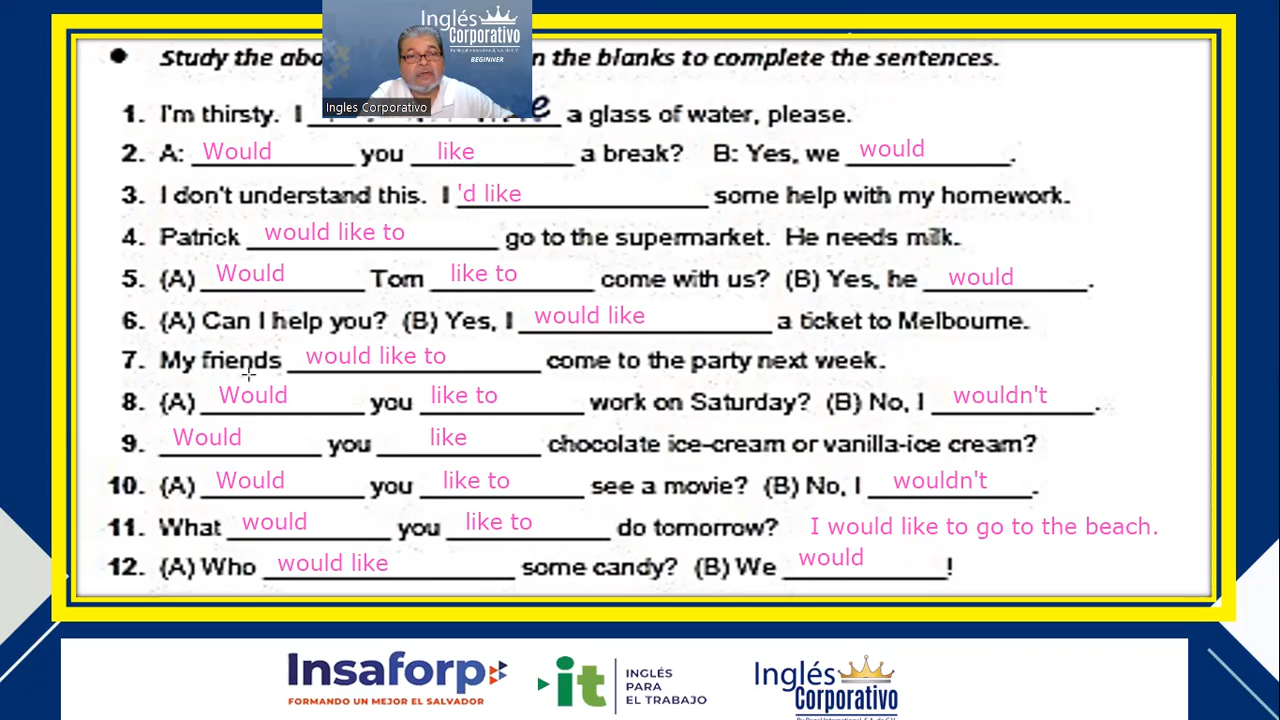 Inglés
Corporativo
BEGINNER
Ingles Corporativo
• Study the n the blanks to complete the sentences.
1. I'm thirsty. I ____ a glass of water, please.
2. A: Would you like a break? B: Yes, we would.
3. I don't understand this. I 'd like some help with my homework.
4. Patrick would like to go to the supermarket. He needs milk.
5. (A) Would Tom like to come with us? (B) Yes, he would.
6. (A) Can I help you? (B) Yes, I would like a ticket to Melbourne.
7. My friends would like to come to the party next week.
8. (A) Would you like to work on Saturday? (B) No, I wouldn't.
9. Would you like chocolate ice-cream or vanilla-ice cream?
10. (A) Would you like to see a movie? (B) No, I wouldn't.
11. What would you like to do tomorrow? I would like to go to the beach.
12. (A) Who would like some candy? (B) We would!
Insaforp
FORMANDO UN MEJOR EL SALVADOR
it
INGLÉS
PARA
EL TRABAJO
Inglés
Corporativo